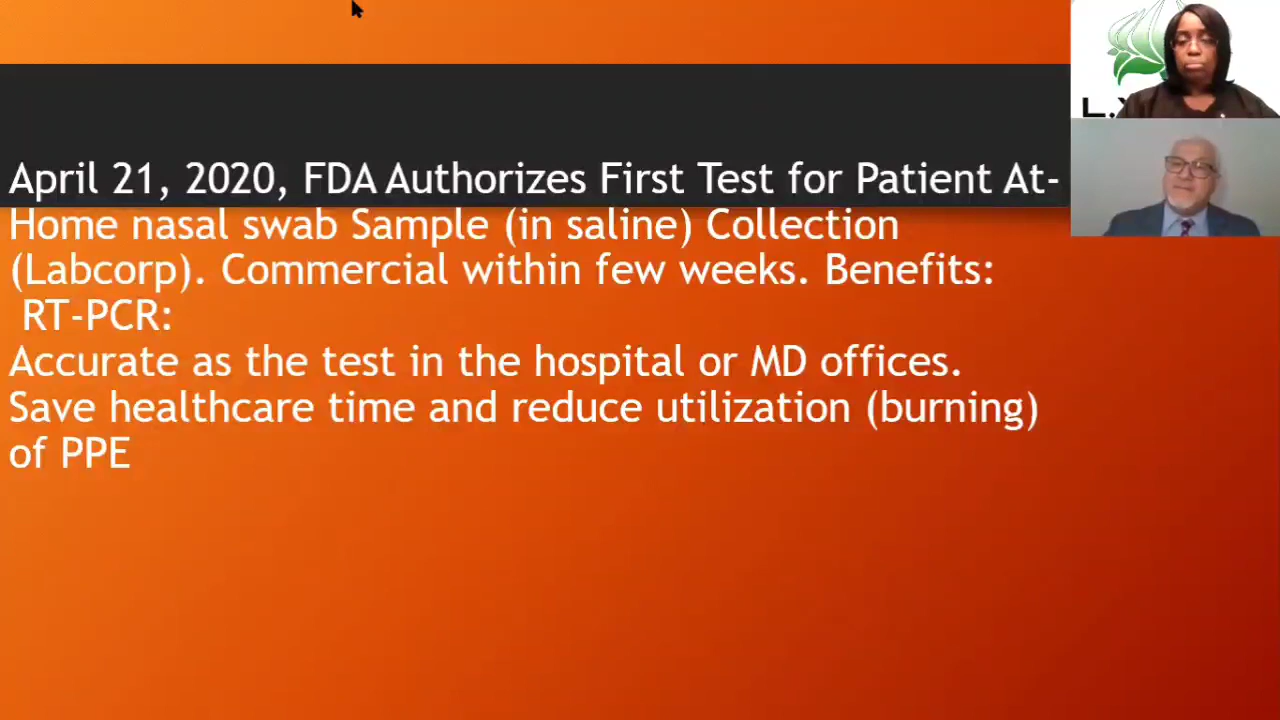 April 21, 2020, FDA Authorizes First Test for Patient At-
Home nasal swab Sample (in saline) Collection
(Labcorp). Commercial within few weeks. Benefits:
RT-PCR:
Accurate as the test in the hospital or MD offices.
Save healthcare time and reduce utilization (burning)
of PPE